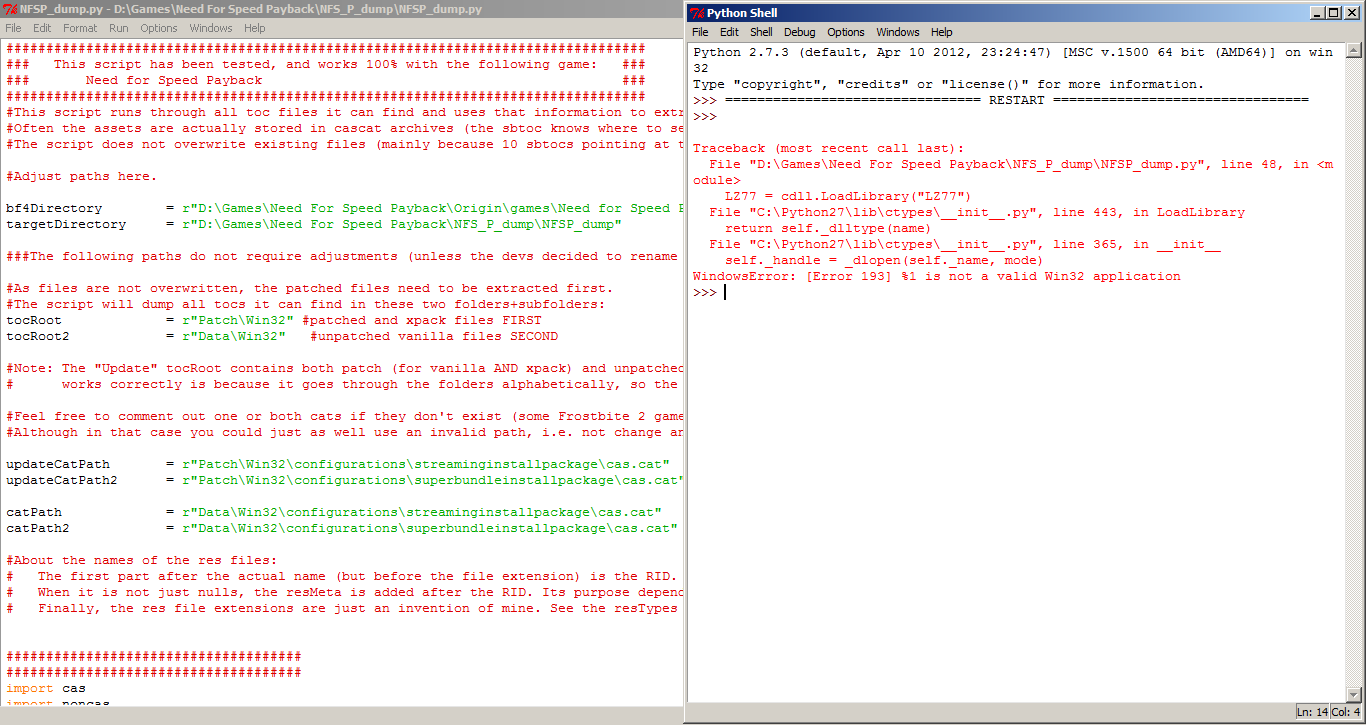 NFSP_dump.py - D:\Games\Need For Speed Payback\NFS_P_dump\NFSP_dump.py
File Edit Format Run Options Windows Help
################################################################################
### This script has been tested, and works 100% with the following game: ###
### Need for Speed Payback ###
################################################################################
#This script runs through all toc files it can find and uses that information to extr
#Often the assets are actually stored in cascat archives (the sbtoc knows where to se
#The script does not overwrite existing files (mainly because 10 sbtocs pointing at t
#Adjust paths here.
bf4Directory = r"D:\Games\Need For Speed Payback\Origin\games\Need for Speed P
targetDirectory = r"D:\Games\Need For Speed Payback\NFS_P_dump\NFSP_dump"
###The following paths do not require adjustments (unless the devs decided to rename
#As files are not overwritten, the patched files need to be extracted first.
#The script will dump all tocs it can find in these two folders+subfolders:
tocRoot = r"Patch\Win32" #patched and xpack files FIRST
tocRoot2 = r"Data\Win32" #unpatched vanilla files SECOND
#Note: The "Update" tocRoot contains both patch (for vanilla AND xpack) and unpatched
# works correctly is because it goes through the folders alphabetically, so the
#Feel free to comment out one or both cats if they don't exist (some Frostbite 2 game
#Although in that case you could just as well use an invalid path, i.e. not change an
updateCatPath = r"Patch\Win32\configurations\streaminginstallpackage\cas.cat"
updateCatPath2 = r"Patch\Win32\configurations\superbundleinstallpackage\cas.cat"
catPath = r"Data\Win32\configurations\streaminginstallpackage\cas.cat"
catPath2 = r"Data\Win32\configurations\superbundleinstallpackage\cas.cat"
#About the names of the res files:
# The first part after the actual name (but before the file extension) is the RID.
# When it is not just nulls, the resMeta is added after the RID. Its purpose depend
# Finally, the res file extensions are just an invention of mine. See the resTypes
#####################################
#####################################
import cas
import noncas
Python Shell
File Edit Shell Debug Options Windows Help
Python 2.7.3 (default, Apr 10 2012, 23:24:47) [MSC v.1500 64 bit (AMD64)] on win
32
Type "copyright", "credits" or "license()" for more information.
>>> ================================ RESTART ================================
>>>
Traceback (most recent call last):
File "D:\Games\Need For Speed Payback\NFS_P_dump\NFSP_dump.py", line 48, in <m
odule>
LZ77 = cdll.LoadLibrary("LZ77")
File "C:\Python27\lib\ctypes\__init__.py", line 443, in LoadLibrary
return self._dlltype(name)
File "C:\Python27\lib\ctypes\__init__.py", line 365, in __init__
self._handle = _dlopen(self._name, mode)
WindowsError: [Error 193] %1 is not a valid Win32 application
>>>
Ln: 14 Col: 4